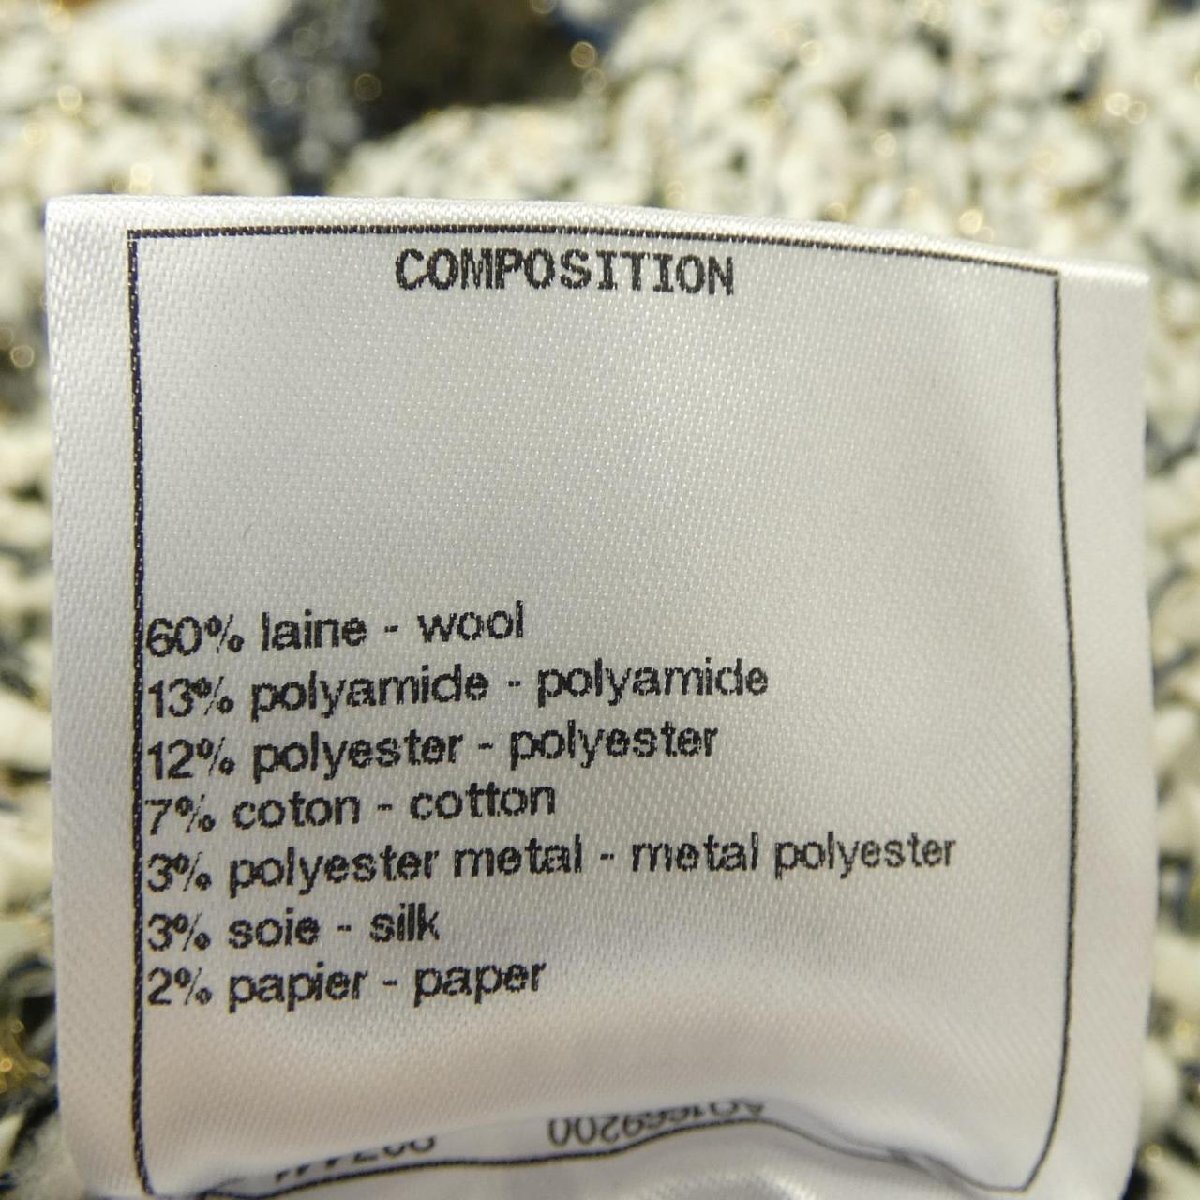 COMPOSITION
60% laine - wool
13% polyamide - polyamide
12% polyester - polyester
7% coton - cotton
3% polyester metal - metal polyester
3% soie - silk
2% papier - paper